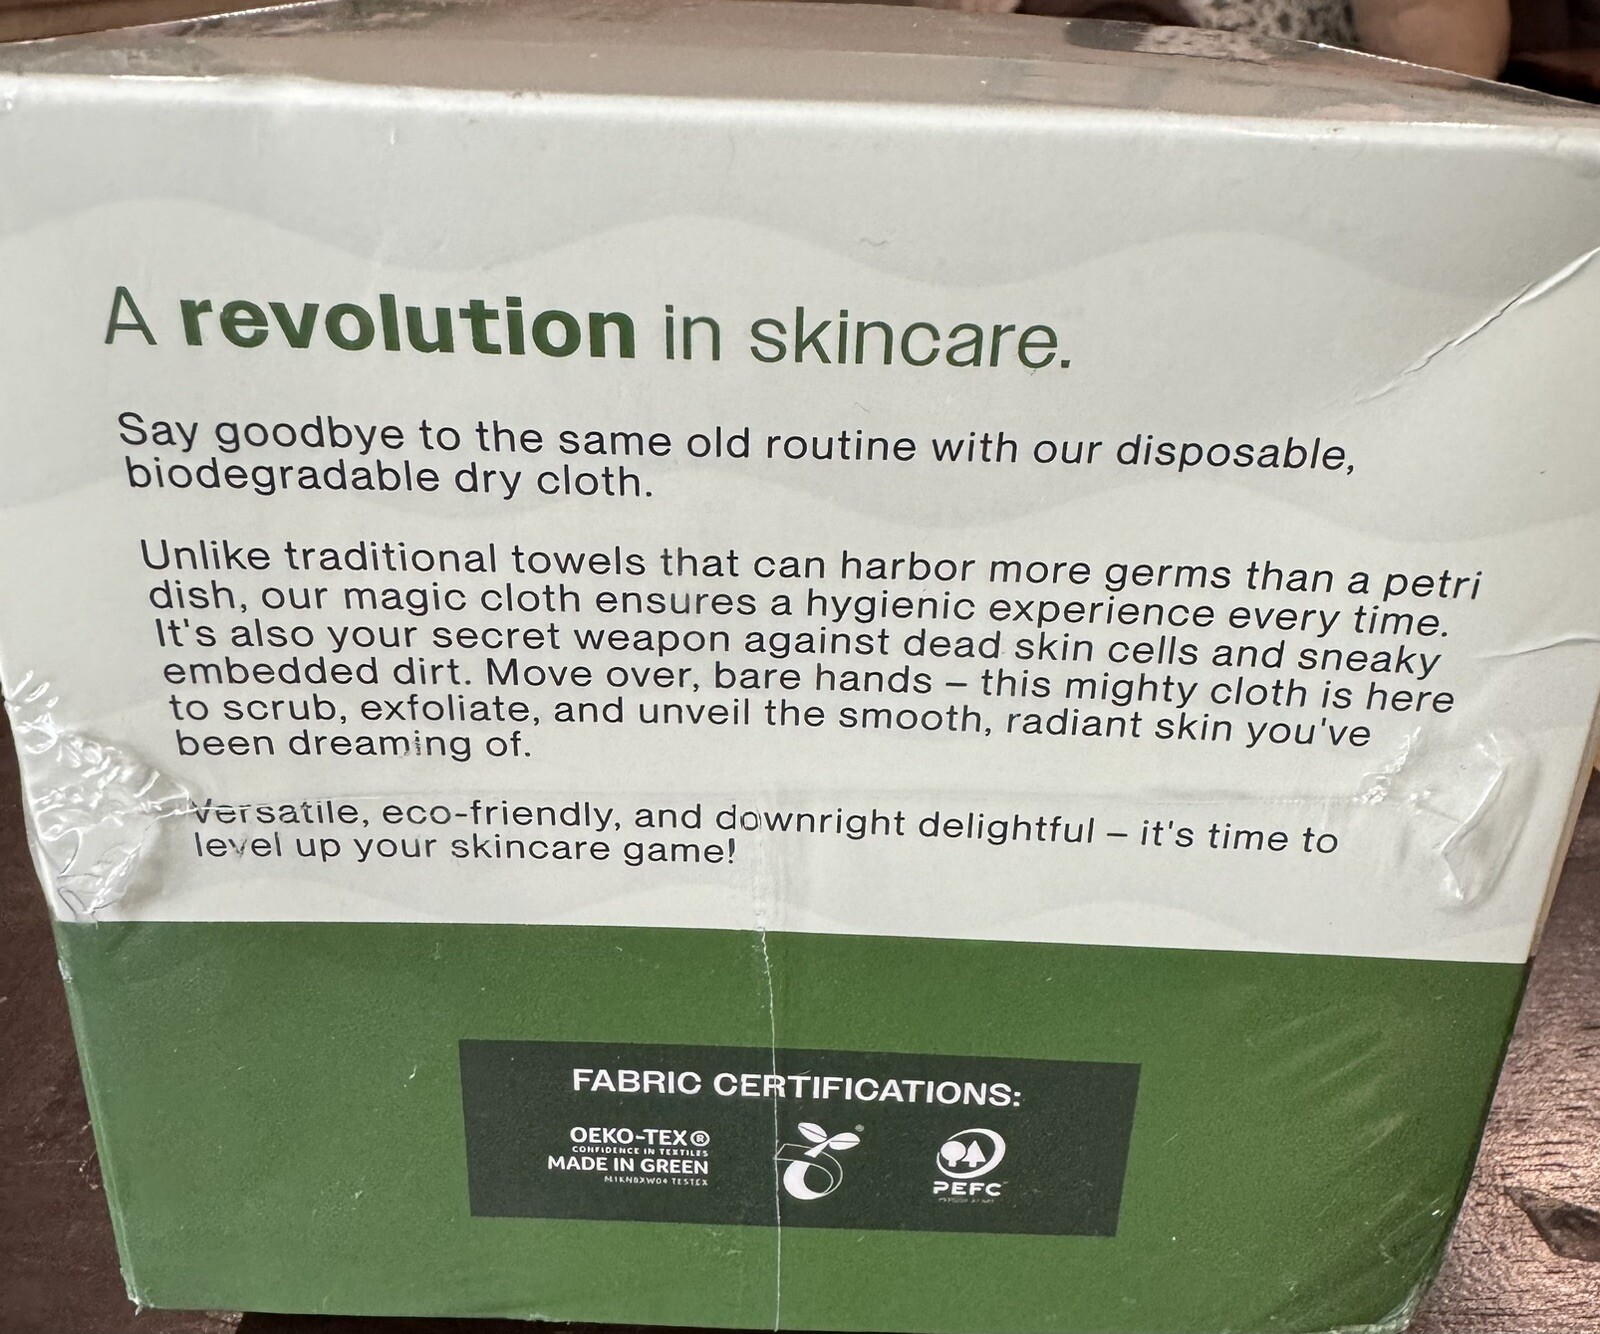 A revolution in skincare.
Say goodbye to the same old routine with our disposable,
biodegradable dry cloth.
Unlike traditional towels that can harbor more germs than a petri
dish, our magic cloth ensures a hygienic experience every time.
It's also your secret weapon against dead skin cells and sneaky
embedded dirt. Move over, bare hands – this mighty cloth is here
to scrub, exfoliate, and unveil the smooth, radiant skin you've
been dreaming of.
Versatile, eco-friendly, and downright delightful – it's time to
level up your skincare game!
FABRIC CERTIFICATIONS:
OEKO-TEX®
CONFIDENCE IN TEXTILES
MADE IN GREEN
TESTEX
®
PEFC